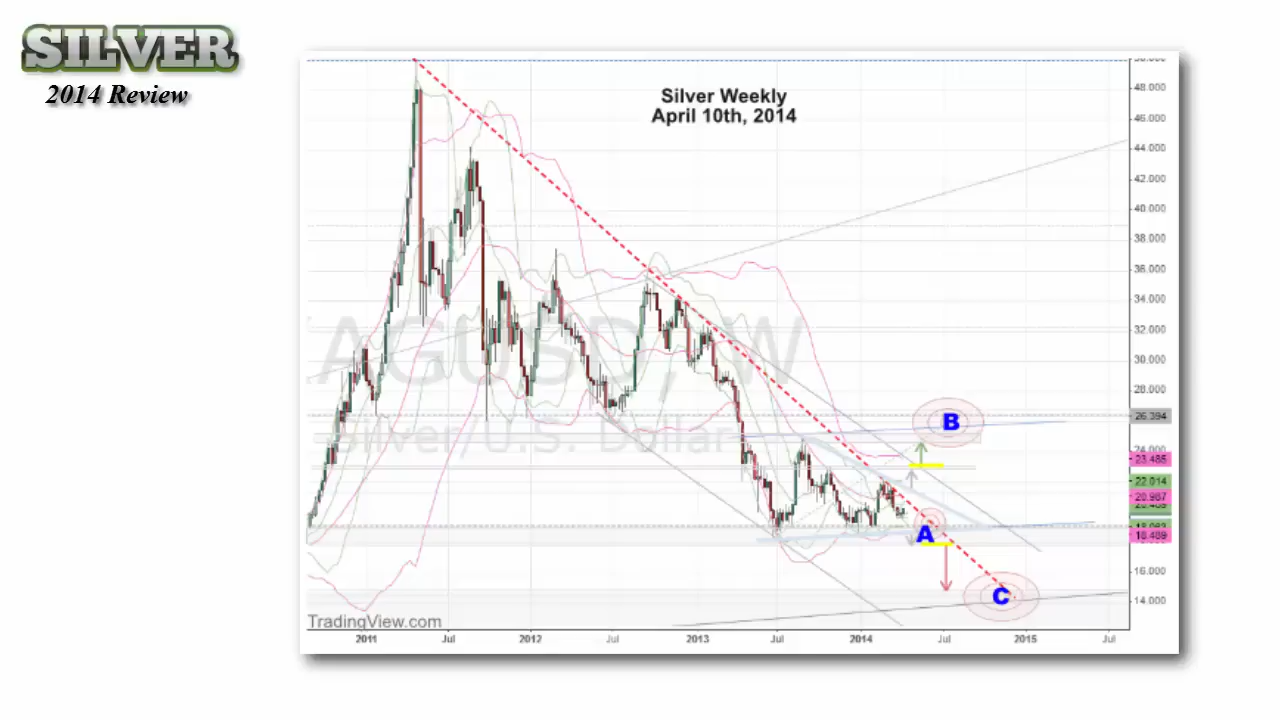 SILVER
2014 Review
Silver Weekly
April 10th, 2014
XAGUSD, W
Silver/U.S. Dollar
48.000
46.000
44.000
42.000
40.000
38.000
36.000
34.000
32.000
30.000
28.000
26.394
24.000
23.485
22.014
20.987
18.489
16.000
14.000
B
A
C
TradingView.com
2011
Jul
2012
Jul
2013
Jul
2014
Jul
2015
Jul